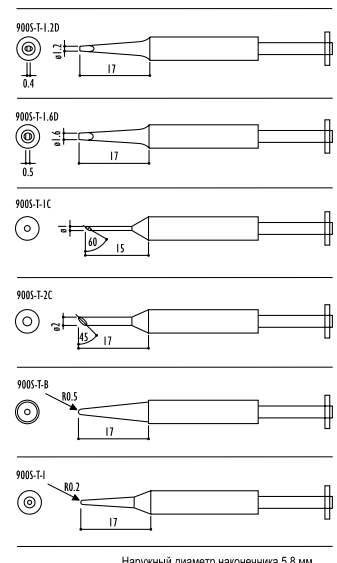 900S-T-1.2D
ø1.2
17
0.4
900S-T-1.6D
ø1.6
17
0.5
900S-T-1C
ø1
60
15
900S-T-2C
ø2
45
17
900S-T-B
R0.5
17
900S-T-I
R0.2
17
Наружный диаметр наконечника 5.8 мм